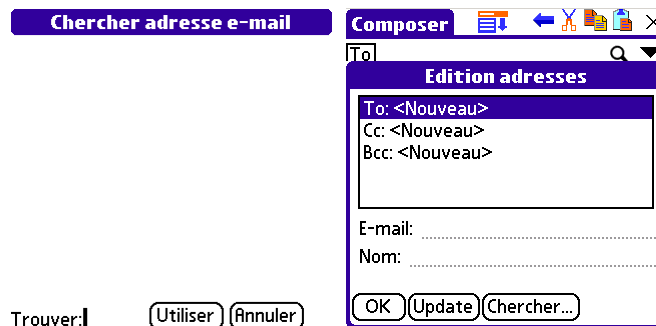 Chercher adresse e-mail
Trouver:
Utiliser
Annuler
Composer
To
Edition adresses
To: <Nouveau>
Cc: <Nouveau>
Bcc: <Nouveau>
E-mail:
Nom:
OK
Update
Chercher...